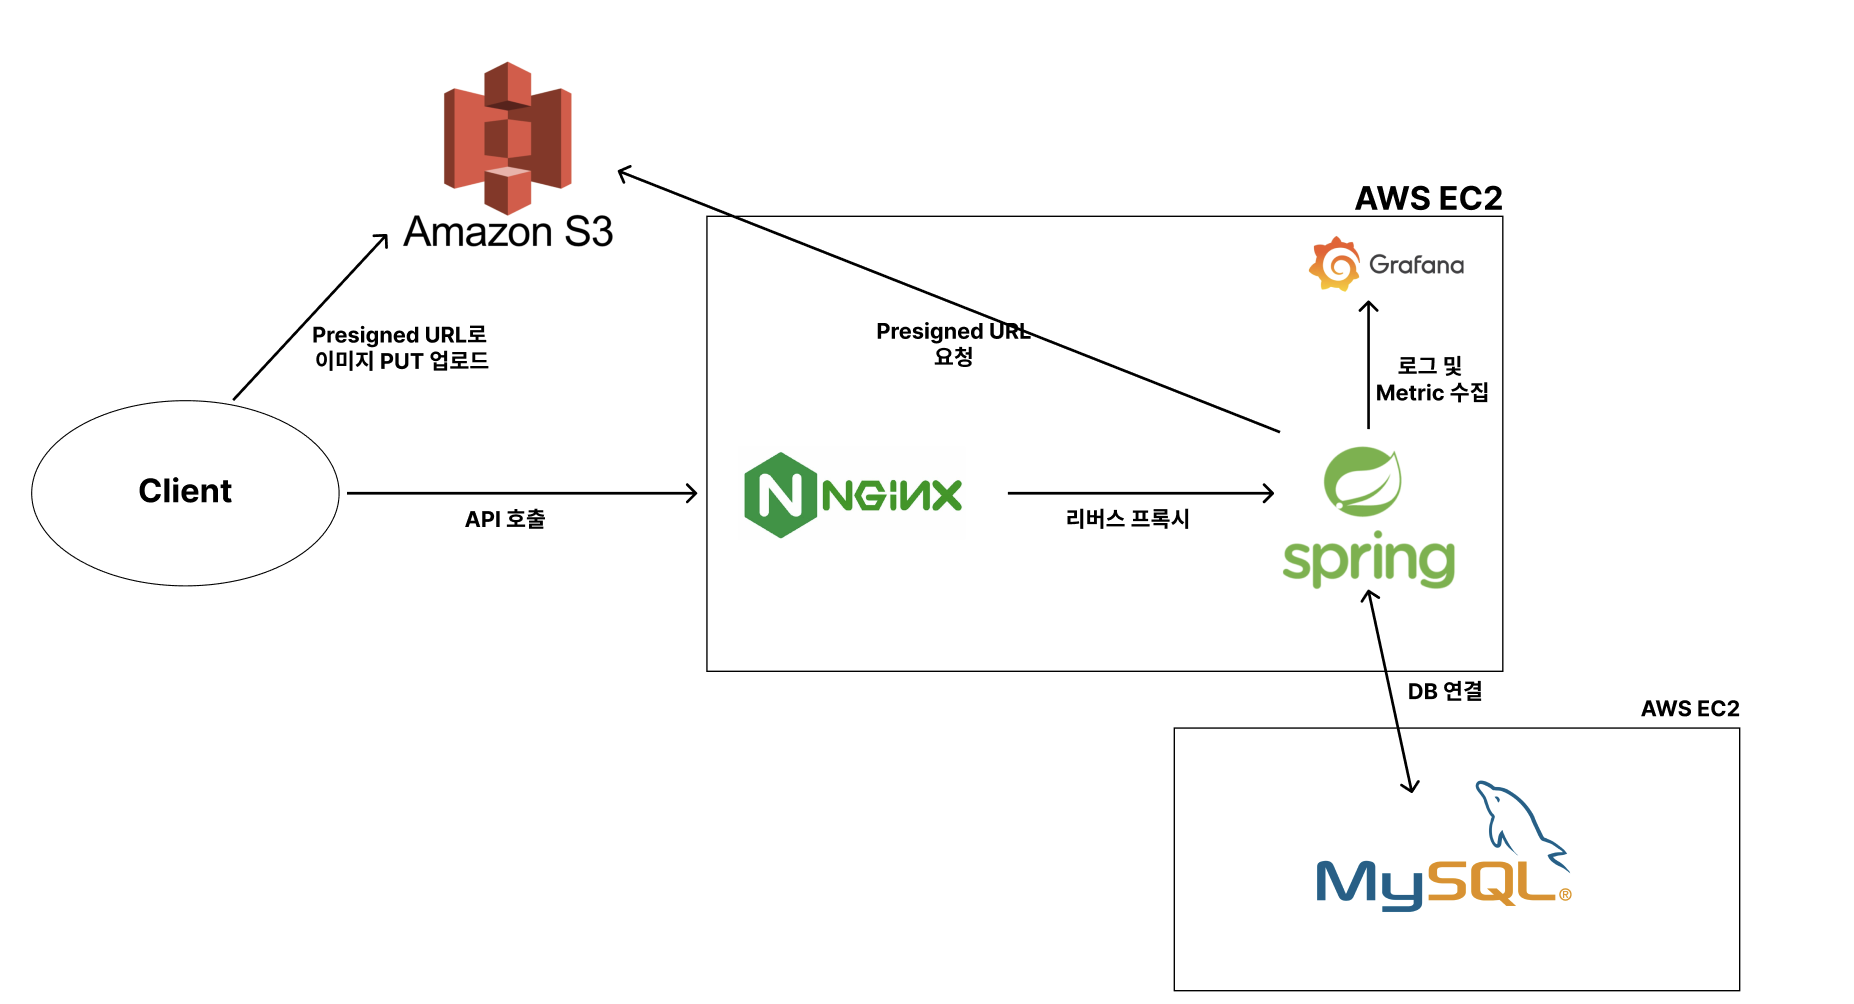 Amazon S3
AWS EC2
Grafana
Presigned URL로
이미지 PUT 업로드
Presigned URL
요청
로그 및
Metric 수집
Client
API 호출
NGINX
리버스 프록시
spring
DB 연결
AWS EC2
MySQL®